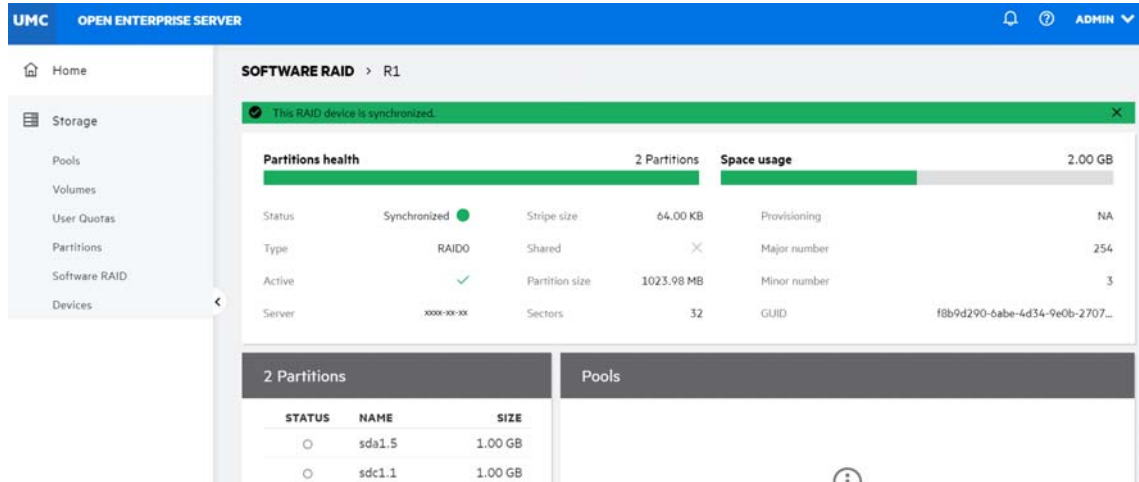 UMC OPEN ENTERPRISE SERVER ADMIN
Home
Storage
Pools
Volumes
User Quotas
Partitions
Software RAID
Devices
SOFTWARE RAID > R1
This RAID device is synchronized.
Partitions health 2 Partitions
Space usage 2.00 GB
Status Synchronized Stripe size 64.00 KB Provisioning NA
Type RAID0 Shared Major number 254
Active Partition size 1023.98 MB Minor number 3
Server xxxx-xx-xx Sectors 32 GUID f8b9d290-6abe-4d34-9e0b-2707...
2 Partitions
STATUS NAME SIZE
sda1.5 1.00 GB
sdc1.1 1.00 GB
Pools